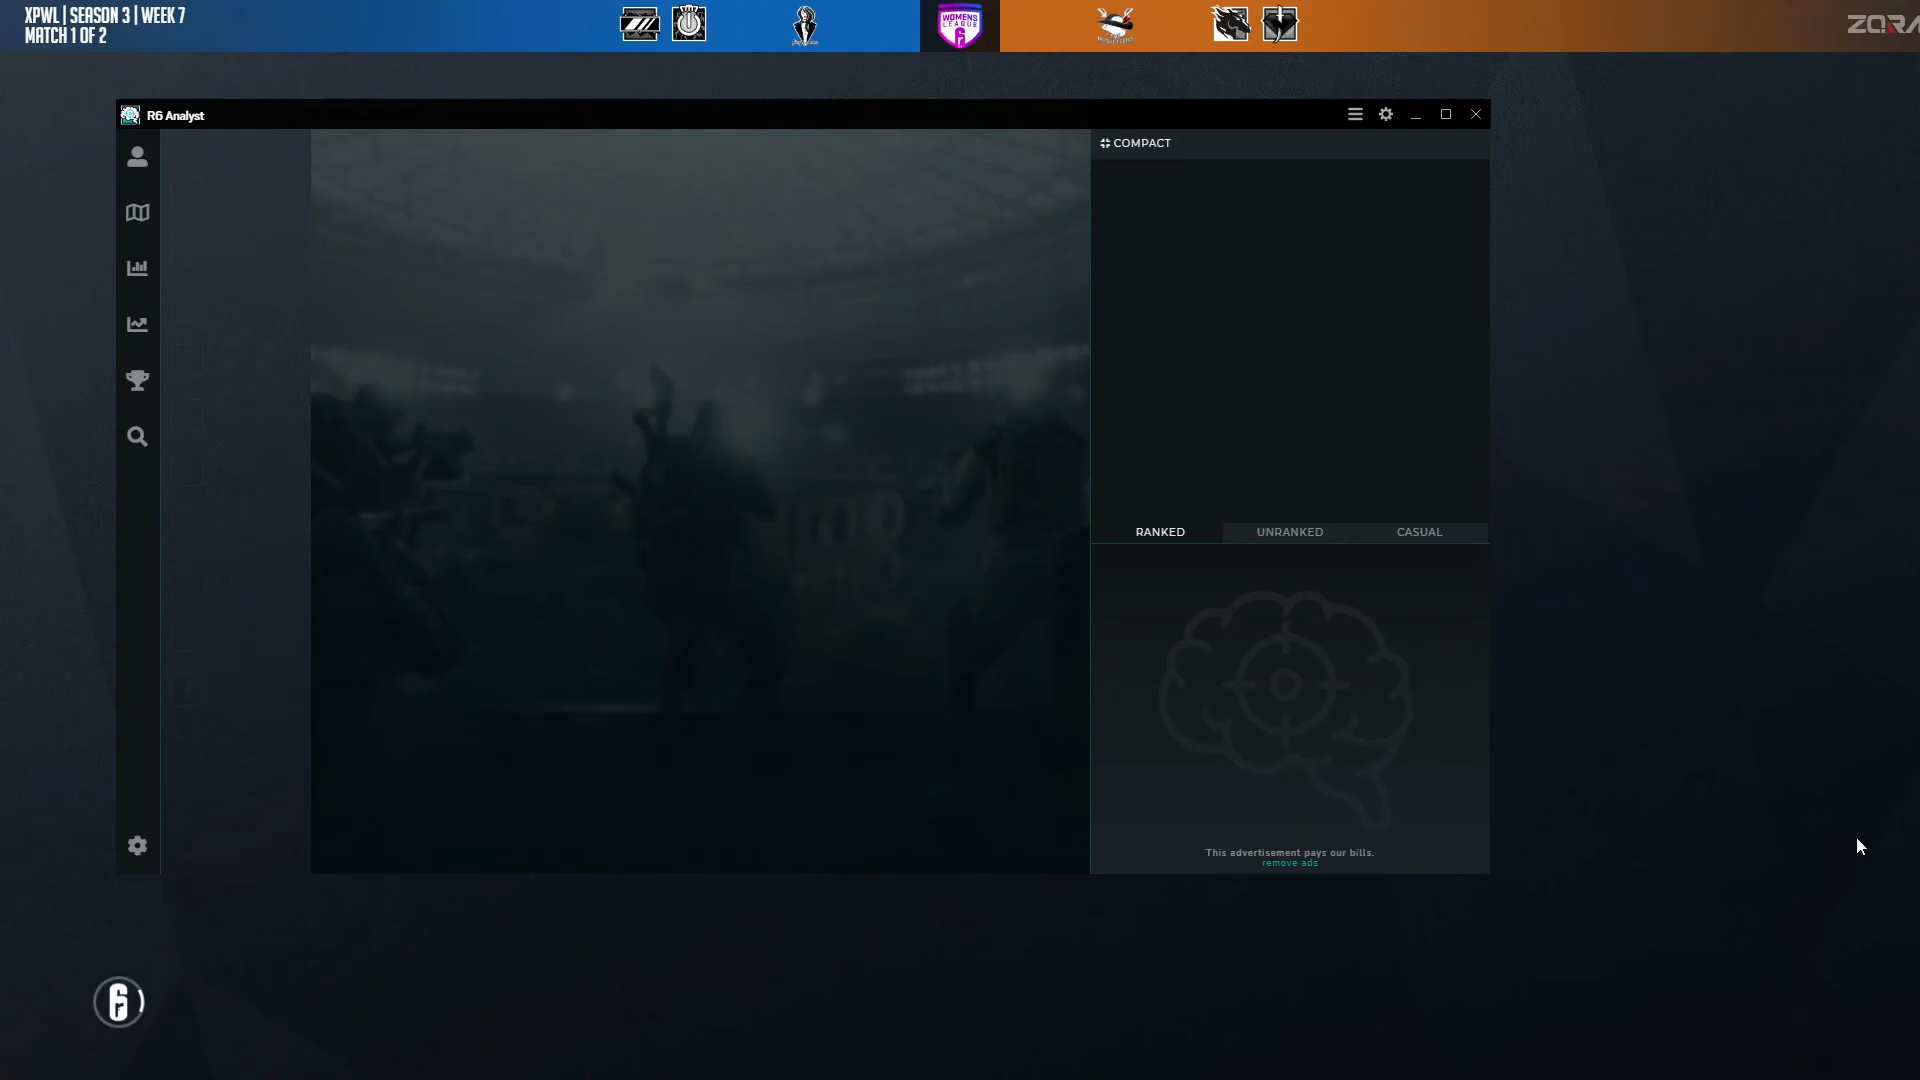 XPWL | SEASON 3 | WEEK 7
MATCH 1 OF 2
WOMENS
LEAGUE
R6 Analyst
COMPACT
RANKED UNRANKED CASUAL
This advertisement pays our bills.
remove ads